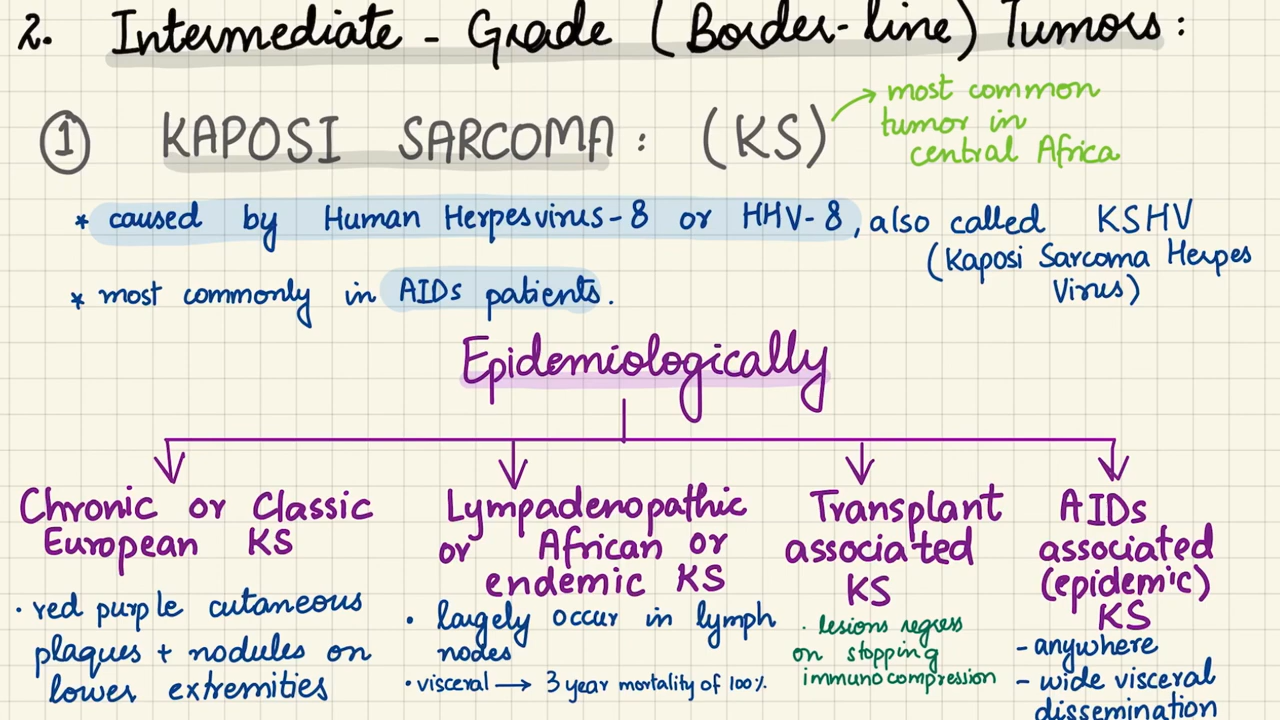 2. Intermediate - Grade (Border-line) Tumors:
① KAPOSI SARCOMA: (KS)
most common
tumor in
central Africa
* caused by Human Herpesvirus-8 or HHV-8, also called KSHV
(Kaposi Sarcoma Herpes
Virus)
* most commonly in AIDs patients.
Epidemiologically
Chronic or Classic
European KS
· red purple cutaneous
plaques + nodules on
lower extremities
Lympadenopathic
or African or
endemic KS
• largely occur in lymph
nodes
• visceral → 3 year mortality of 100%.
Transplant
associated
KS
· lesions regress
on stopping
immunocompression
AIDs
associated
(epidemic)
KS
- anywhere
- wide visceral
dissemination